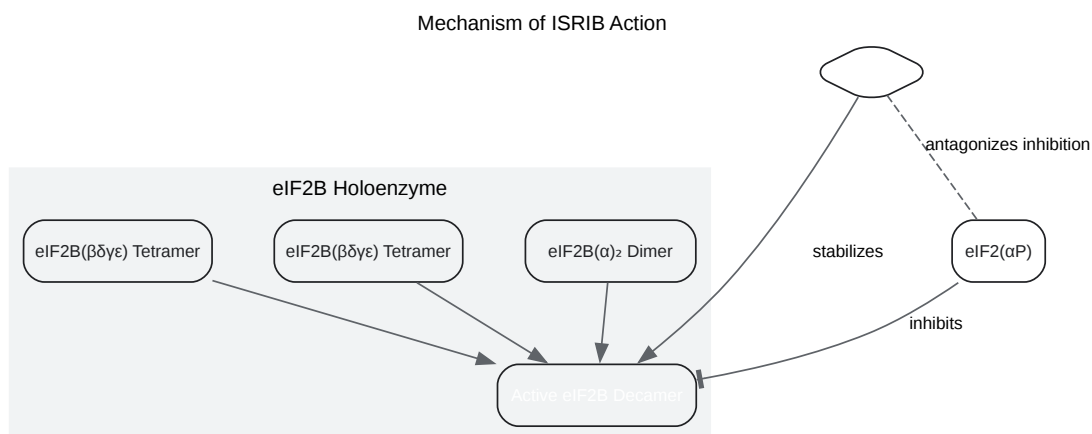 Mechanism of ISRIB Action
antagonizes inhibition
eIF2B Holoenzyme
eIF2B(βδγε) Tetramer
eIF2B(βδγε) Tetramer
eIF2B(α)₂ Dimer
stabilizes
eIF2(αP)
inhibits
Active eIF2B Decamer